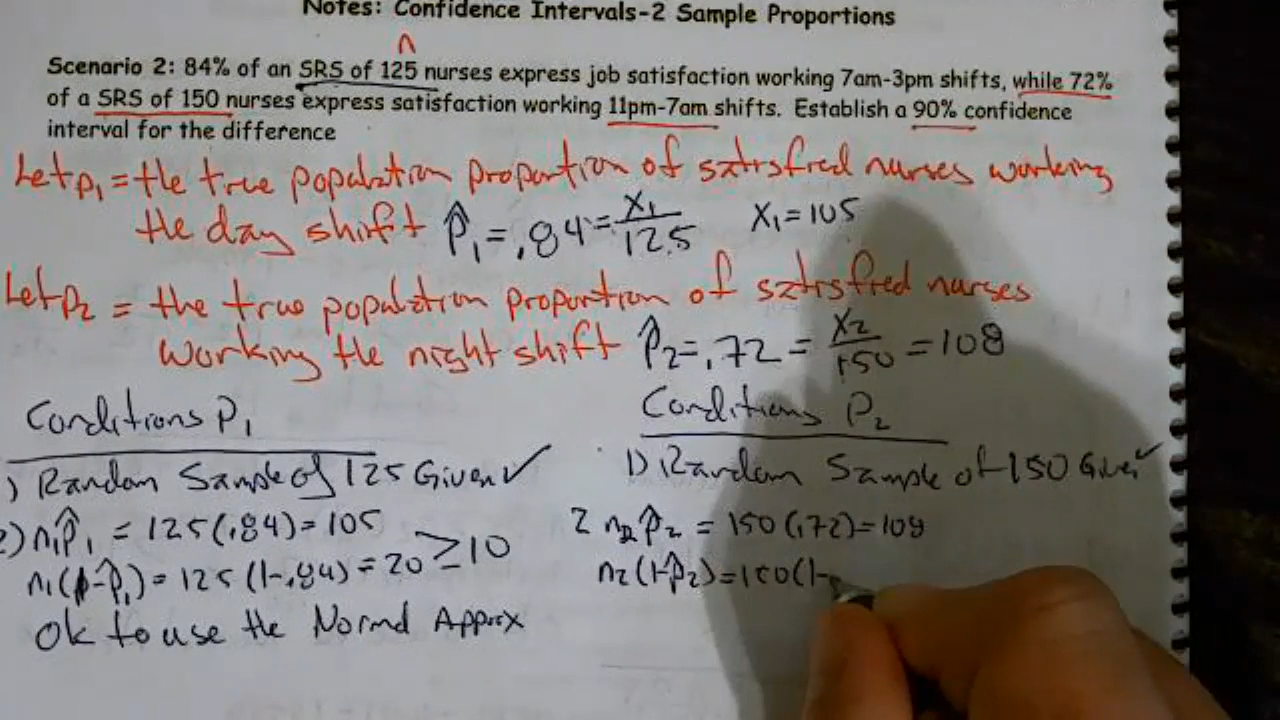 Notes: Confidence Intervals-2 Sample Proportions
n
Scenario 2: 84% of an SRS of 125 nurses express job satisfaction working 7am-3pm shifts, while 72%
of a SRS of 150 nurses express satisfaction working 11pm-7am shifts. Establish a 90% confidence
interval for the difference
Let p₁ = the true population proportion of satisfied nurses working
the day shift p̂₁ = .84 = X₁/125 X₁ = 105
Let p₂ = the true population proportion of satisfied nurses
working the night shift p̂₂ = .72 = X₂/150 = 108
Conditions P₁
Conditions P₂
) Random Sample of 125 Given ✓
1) Random Sample of 150 Given ✓
2) n₁p̂₁ = 125(.84) = 105
n₁(1-p̂₁) = 125(1-.84) = 20 ≥ 10
2 n₂p̂₂ = 150(.72) = 108
n₂(1-p̂₂) = 150(1-
Ok to use the Normal Approx